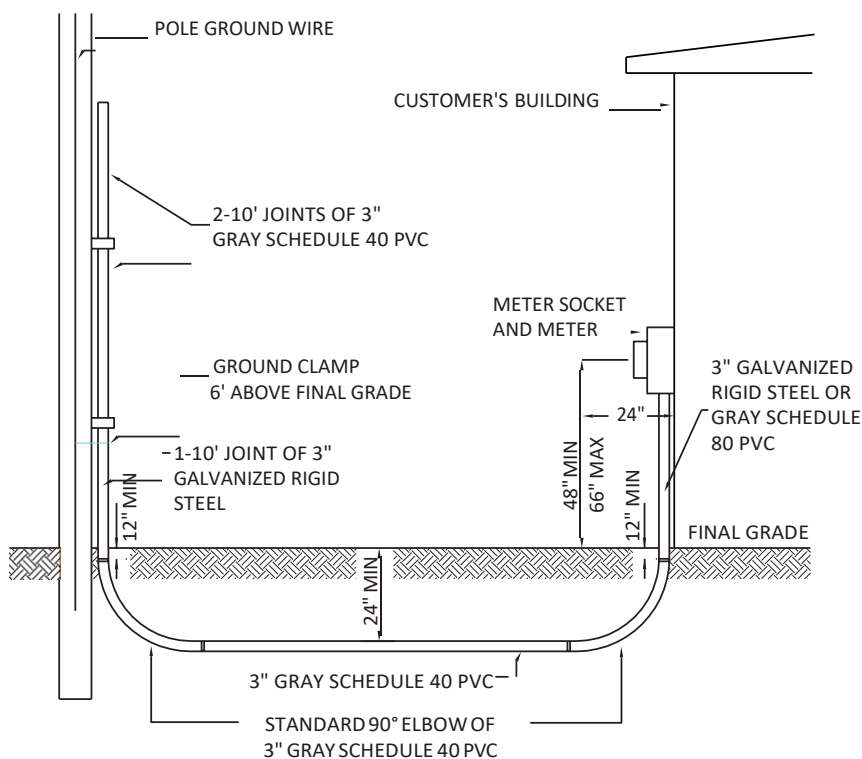 POLE GROUND WIRE
CUSTOMER'S BUILDING
2-10' JOINTS OF 3"
GRAY SCHEDULE 40 PVC
METER SOCKET
AND METER
GROUND CLAMP
6' ABOVE FINAL GRADE
3" GALVANIZED
RIGID STEEL OR
GRAY SCHEDULE
80 PVC
24"
1-10' JOINT OF 3"
GALVANIZED RIGID
STEEL
12" MIN
48" MIN
66" MAX
12" MIN
FINAL GRADE
24" MIN
3" GRAY SCHEDULE 40 PVC
STANDARD 90° ELBOW OF
3" GRAY SCHEDULE 40 PVC